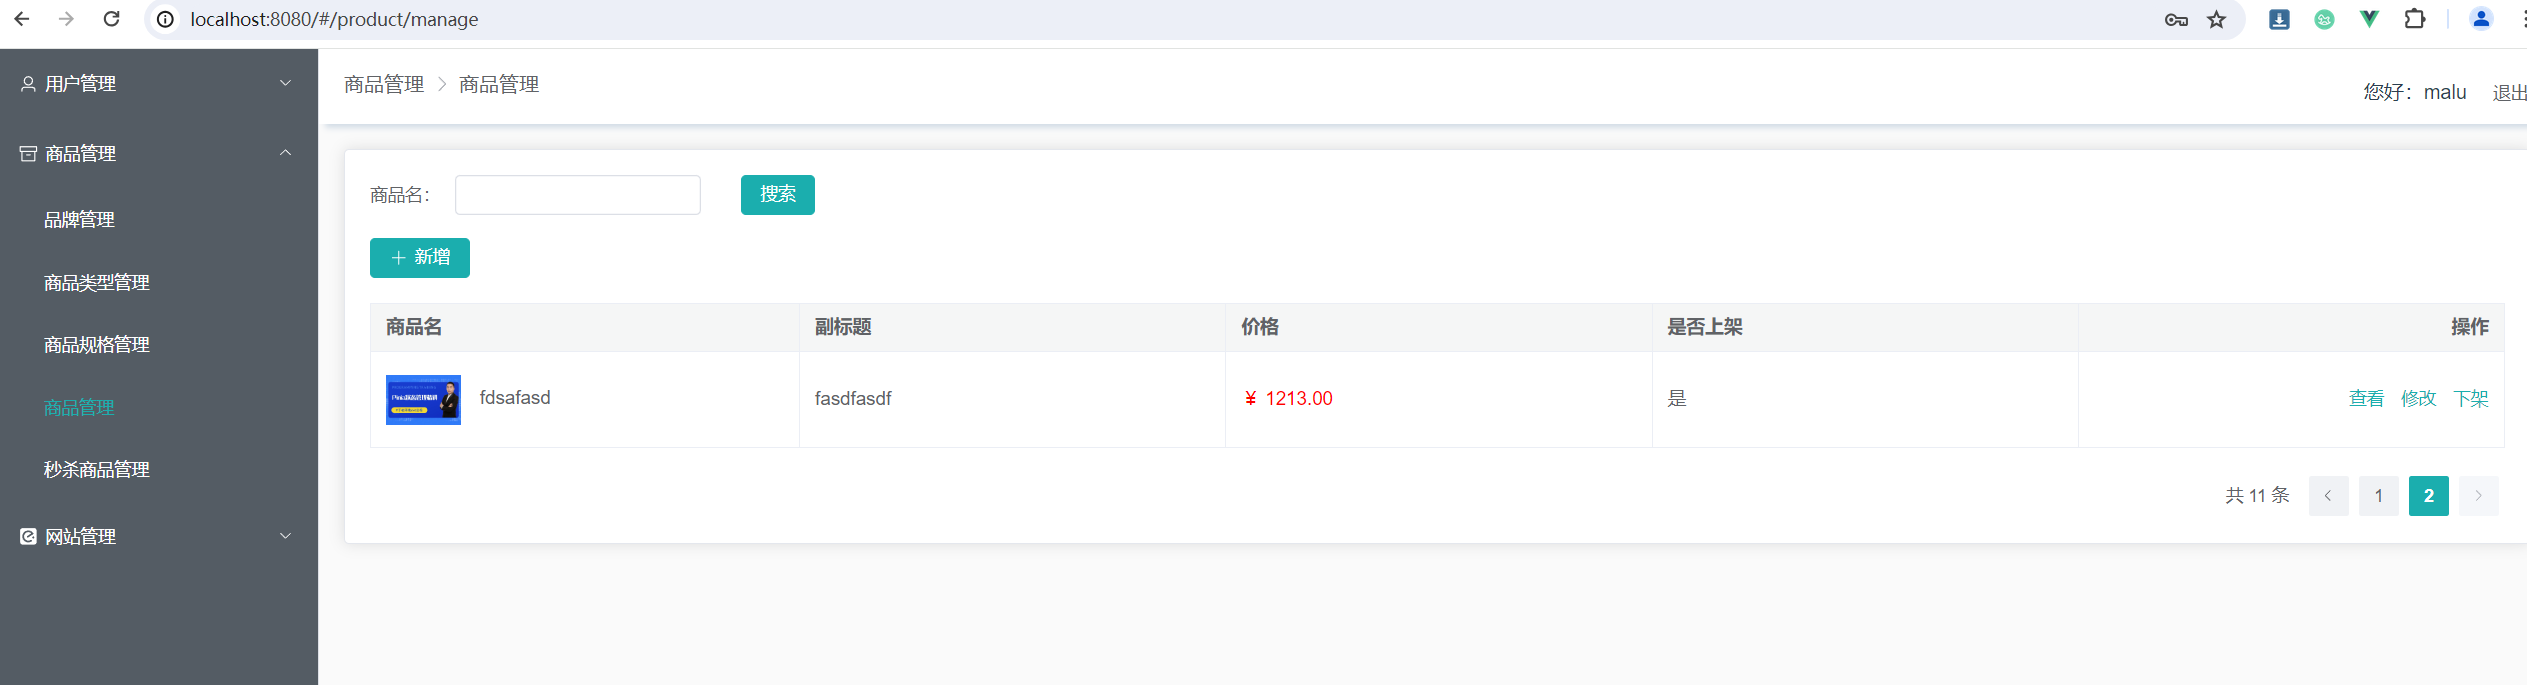 localhost:8080/#/product/manage
用户管理
商品管理
品牌管理
商品类型管理
商品规格管理
商品管理
秒杀商品管理
网站管理
商品管理 > 商品管理
您好：malu 退出
商品名：
搜索
+ 新增
商品名 副标题 价格 是否上架 操作
fdsafasd fasdfasdf ¥ 1213.00 是 查看 修改 下架
共 11 条 < 1 2 >